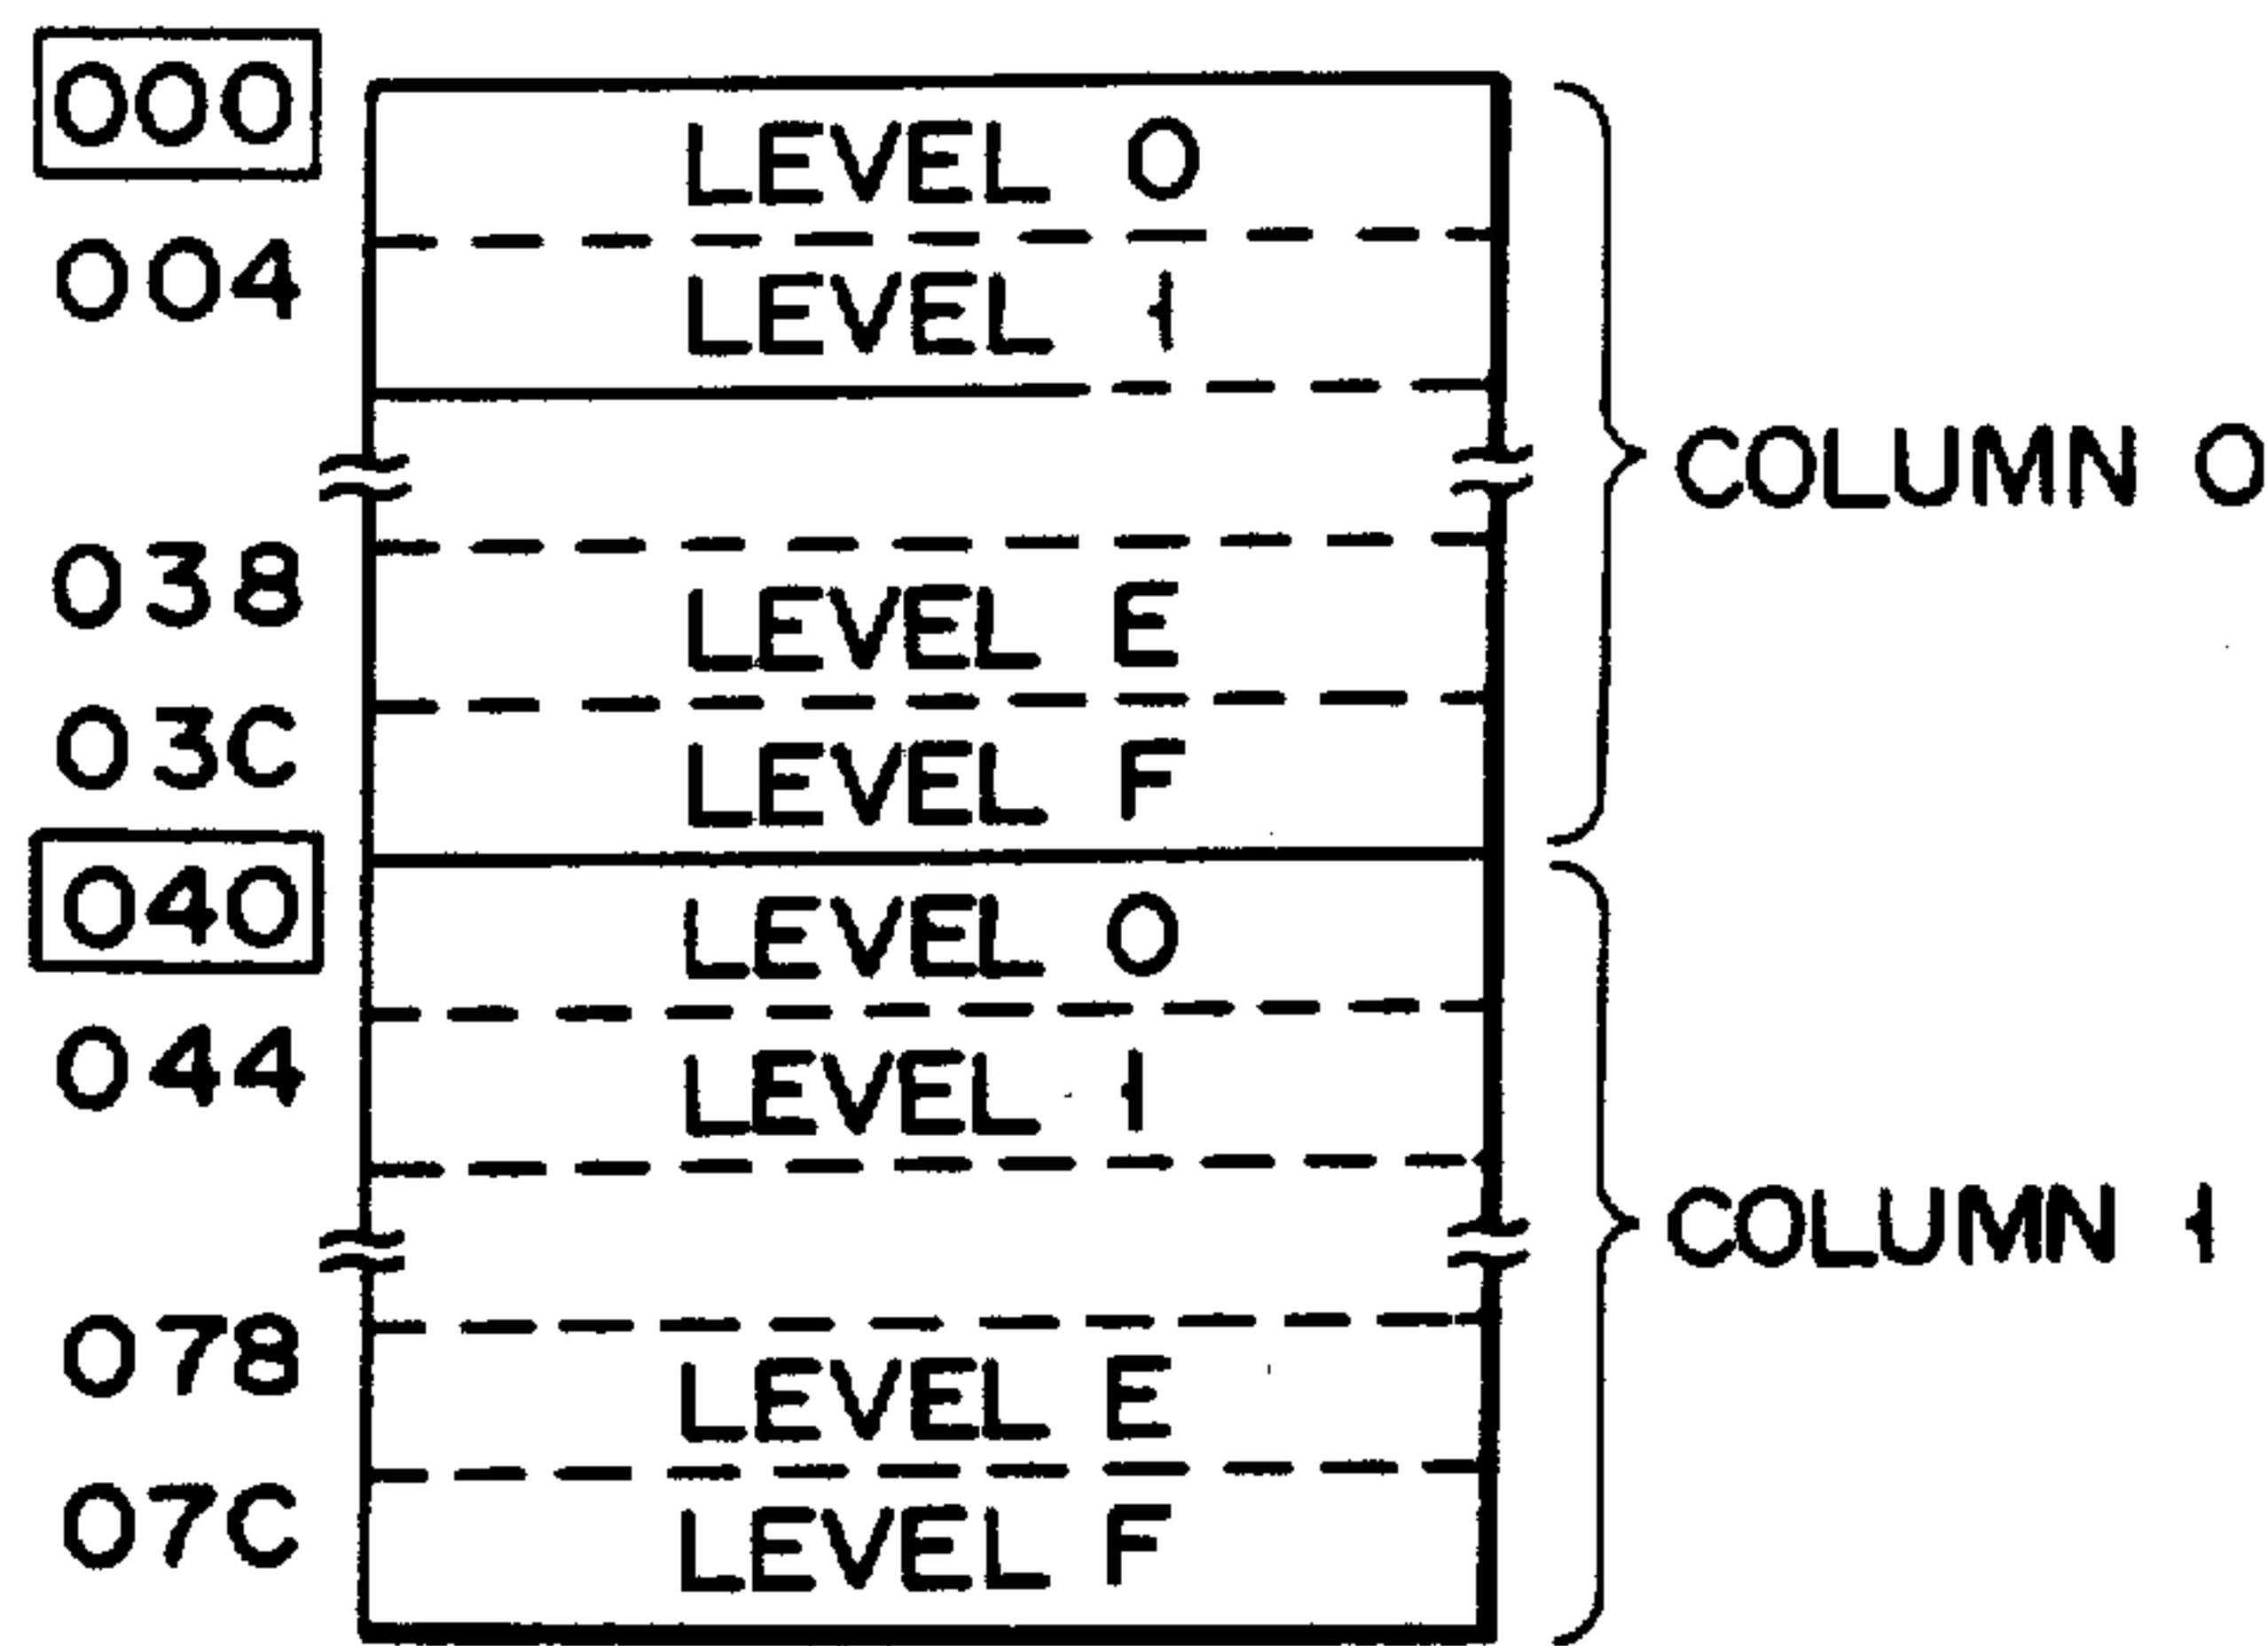 000
LEVEL 0
004
LEVEL 1
COLUMN 0
038
LEVEL E
03C
LEVEL F
040
LEVEL 0
044
LEVEL 1
COLUMN 1
078
LEVEL E
07C
LEVEL F